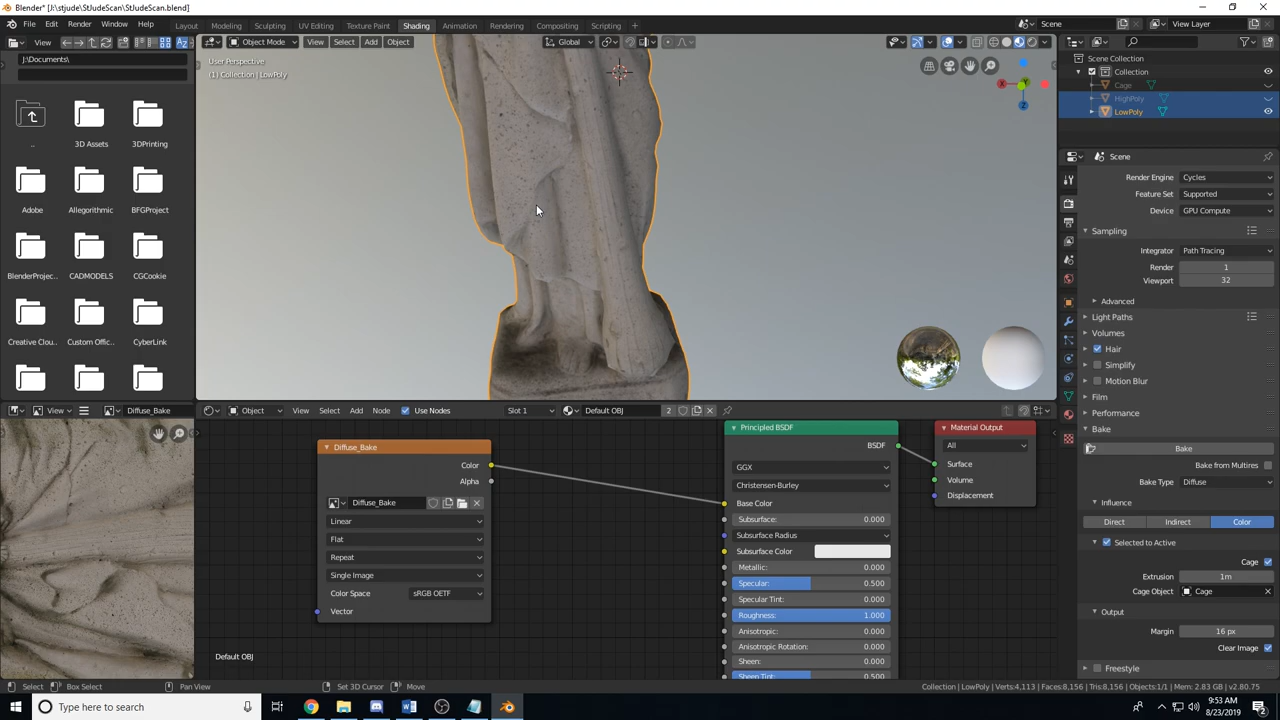 Blender* [J:\stjude\StJudeScan\StJudeScan.blend]
File Edit Render Window Help Layout Modeling Sculpting UV Editing Texture Paint Shading Animation Rendering Compositing Scripting + Scene View Layer
View
J:\Documents\
.. 3D Assets 3DPrinting
Adobe Allegorithmic BFGProject
BlenderProjec.. CADMODELS CGCookie
Creative Clou.. Custom Offic.. CyberLink
Object Mode View Select Add Object Global
User Perspective
(1) Collection | LowPoly
Scene Collection
Collection
Cage
HighPoly
LowPoly
Scene
Render Engine Cycles
Feature Set Supported
Device GPU Compute
Sampling
Integrator Path Tracing
Render 1
Viewport 32
Advanced
Light Paths
Volumes
Hair
Simplify
Motion Blur
Film
Performance
Bake
Bake
Bake from Multires
Bake Type Diffuse
Influence
Direct Indirect Color
Selected to Active
Cage
Extrusion 1m
Cage Object Cage
Output
Margin 16 px
Clear Image
Freestyle
View Diffuse_Bake
Object View Select Add Node Use Nodes Slot 1 Default OBJ 2
Diffuse_Bake
Color
Alpha
Diffuse_Bake
Linear
Flat
Repeat
Single Image
Color Space sRGB OETF
Vector
Principled BSDF
BSDF
GGX
Christensen-Burley
Base Color
Subsurface: 0.000
Subsurface Radius
Subsurface Color
Metallic: 0.000
Specular: 0.500
Specular Tint: 0.000
Roughness: 1.000
Anisotropic: 0.000
Anisotropic Rotation: 0.000
Sheen: 0.000
Sheen Tint: 0.500
Material Output
All
Surface
Volume
Displacement
Default OBJ
Select Box Select Pan View Set 3D Cursor Move Collection | LowPoly | Verts:4,113 | Faces:8,156 | Tris:8,156 | Objects:1/1 | Mem: 2.83 GB | v2.80.75
Type here to search
9:53 AM
8/23/2019
2